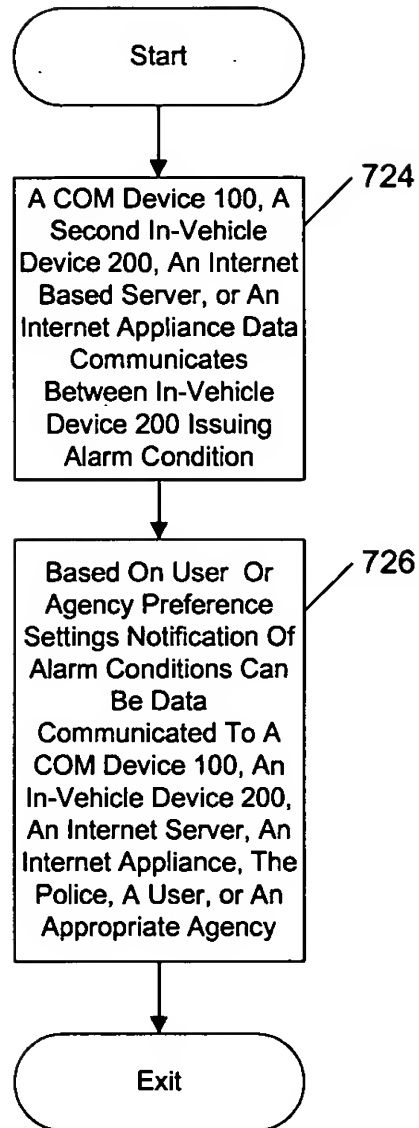 Start
724
A COM Device 100, A
Second In-Vehicle
Device 200, An Internet
Based Server, or An
Internet Appliance Data
Communicates
Between In-Vehicle
Device 200 Issuing
Alarm Condition
726
Based On User Or
Agency Preference
Settings Notification Of
Alarm Conditions Can
Be Data
Communicated To A
COM Device 100, An
In-Vehicle Device 200,
An Internet Server, An
Internet Appliance, The
Police, A User, or An
Appropriate Agency
Exit